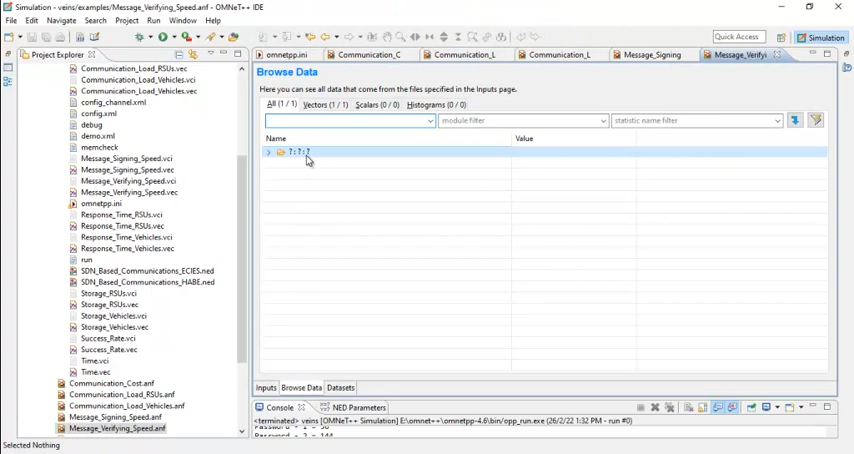 Simulation - veins/examples/Message_Verifying_Speed.anf - OMNeT++ IDE
File Edit Navigate Search Project Run Window Help
Quick Access
Simulation
Project Explorer
omnetpp.ini
Communication_C
Communication_L
Communication_L
Message_Signing
Message_Verifyi
Communication_Load_RSUs.vec
Communication_Load_Vehicles.vci
Communication_Load_Vehicles.vec
config_channel.xml
config.xml
debug
demo.xml
memcheck
Message_Signing_Speed.vci
Message_Signing_Speed.vec
Message_Verifying_Speed.vci
Message_Verifying_Speed.vec
omnetpp.ini
Response_Time_RSUs.vci
Response_Time_RSUs.vec
Response_Time_Vehicles.vci
Response_Time_Vehicles.vec
run
SDN_Based_Communications_ECIES.ned
SDN_Based_Communications_HABE.ned
Storage_RSUs.vci
Storage_RSUs.vec
Storage_Vehicles.vci
Storage_Vehicles.vec
Success_Rate.vci
Success_Rate.vec
Time.vci
Time.vec
Communication_Cost.anf
Communication_Load_RSUs.anf
Communication_Load_Vehicles.anf
Message_Signing_Speed.anf
Message_Verifying_Speed.anf
Browse Data
Here you can see all data that come from the files specified in the Inputs page.
All (1 / 1) Vectors (1 / 1) Scalars (0 / 0) Histograms (0 / 0)
module filter
statistic name filter
Name Value
? : ? : ?
Inputs Browse Data Datasets
Console NED Parameters
<terminated> veins [OMNeT++ Simulation] E:\omnet++\omnetpp-4.6\bin/opp_run.exe (26/2/22 1:32 PM - run #0)
Password - 2 = 144
Selected Nothing